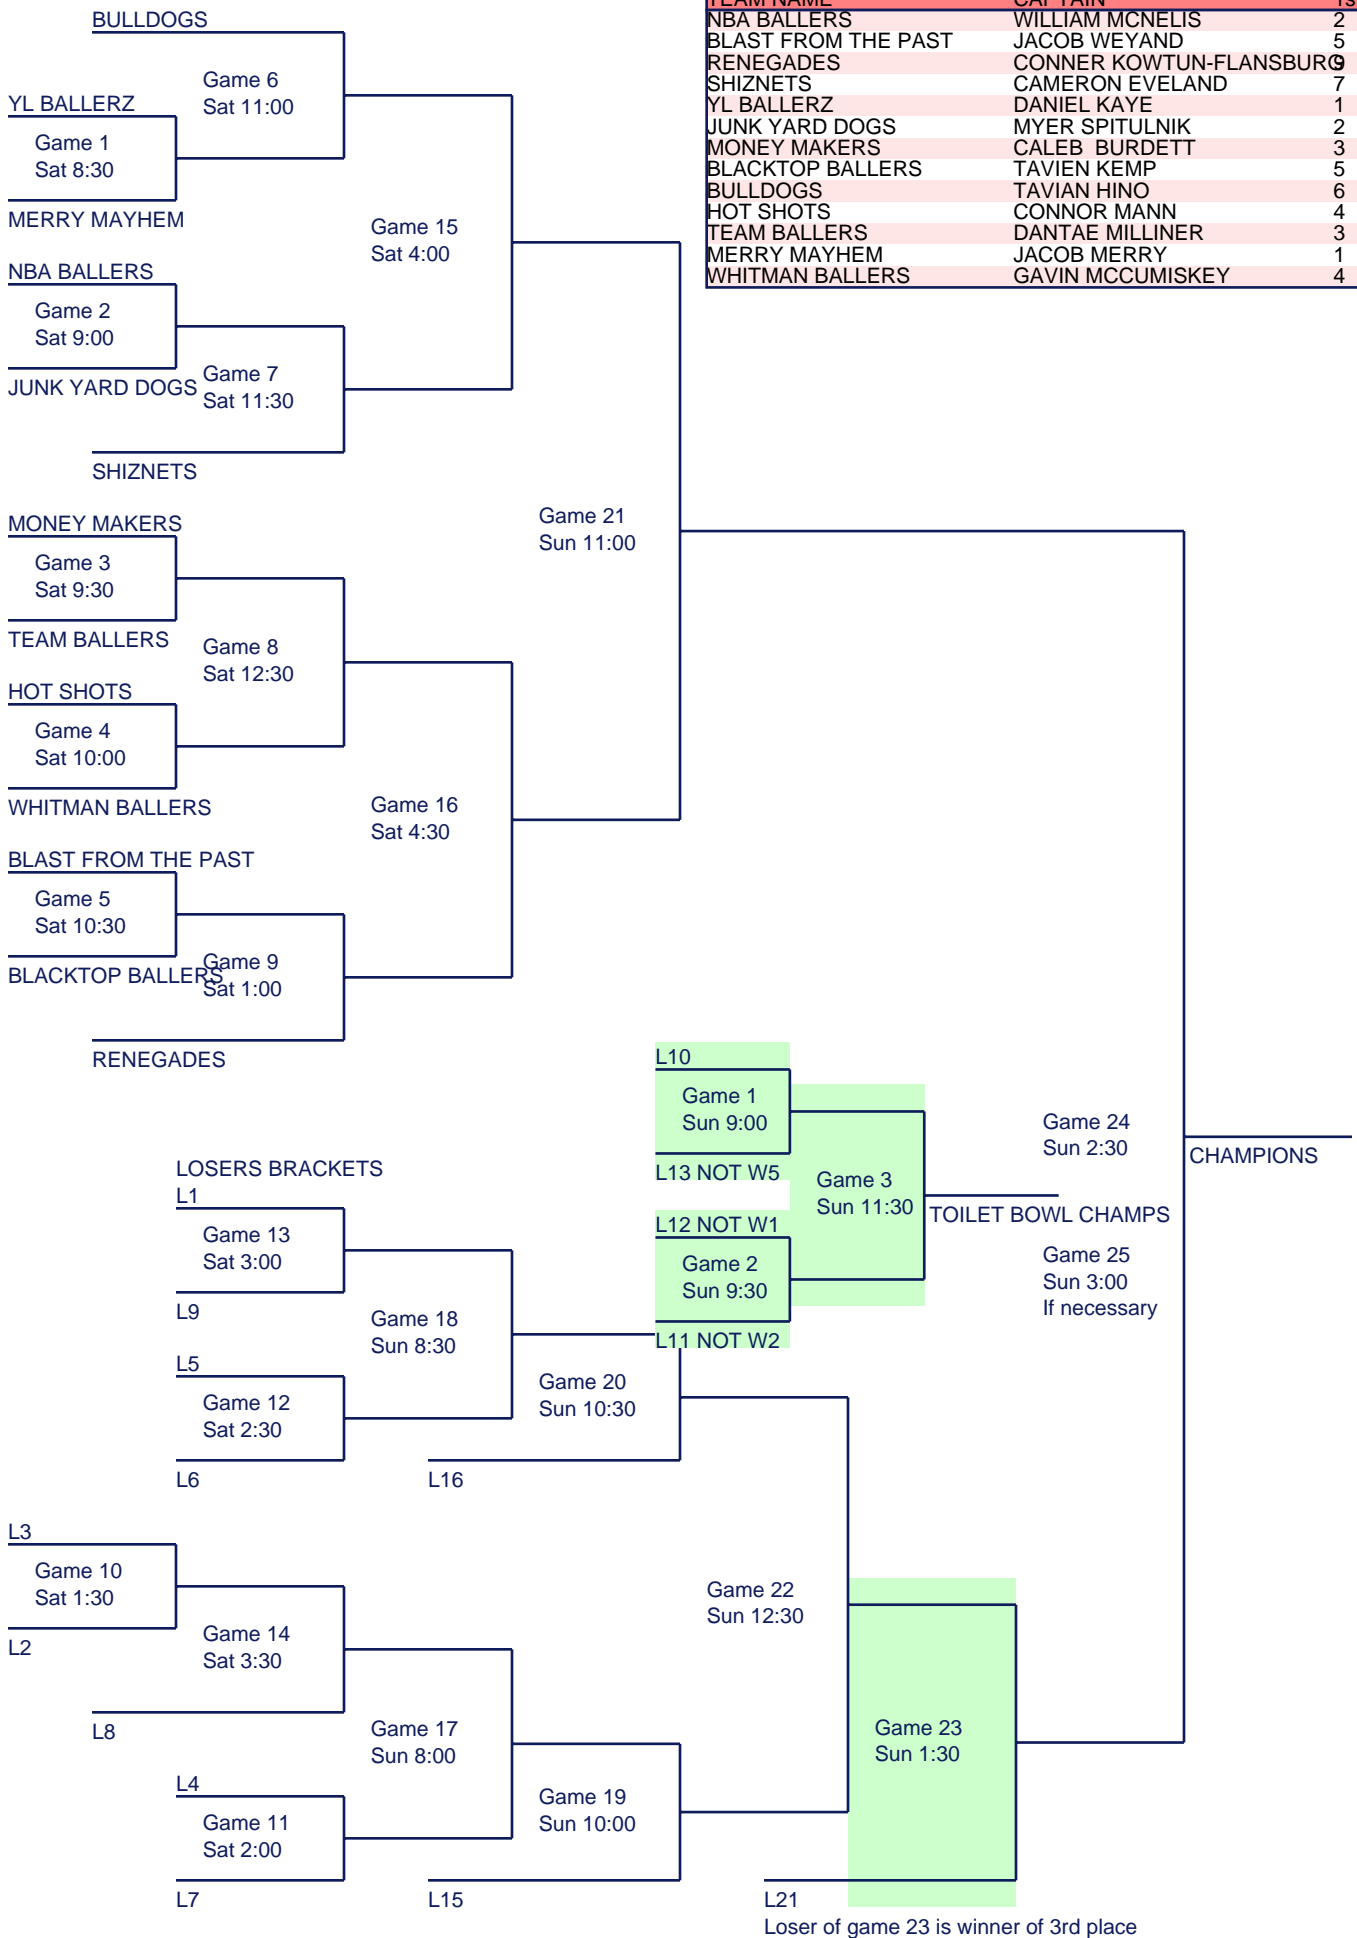 TEAM NAME CAPTAIN
NBA BALLERS WILLIAM MCNELIS 2
BLAST FROM THE PAST JACOB WEYAND 5
RENEGADES CONNER KOWTUN-FLANSBURG 9
SHIZNETS CAMERON EVELAND 7
YL BALLERZ DANIEL KAYE 1
JUNK YARD DOGS MYER SPITULNIK 2
MONEY MAKERS CALEB BURDETT 3
BLACKTOP BALLERS TAVIEN KEMP 5
BULLDOGS TAVIAN HINO 6
HOT SHOTS CONNOR MANN 4
TEAM BALLERS DANTAE MILLINER 3
MERRY MAYHEM JACOB MERRY 1
WHITMAN BALLERS GAVIN MCCUMISKEY 4
BULLDOGS
Game 6
Sat 11:00
YL BALLERZ
Game 1
Sat 8:30
MERRY MAYHEM
Game 15
Sat 4:00
NBA BALLERS
Game 2
Sat 9:00
JUNK YARD DOGS
Game 7
Sat 11:30
SHIZNETS
Game 21
Sun 11:00
MONEY MAKERS
Game 3
Sat 9:30
TEAM BALLERS
Game 8
Sat 12:30
HOT SHOTS
Game 4
Sat 10:00
WHITMAN BALLERS
Game 16
Sat 4:30
BLAST FROM THE PAST
Game 5
Sat 10:30
BLACKTOP BALLERS
Game 9
Sat 1:00
RENEGADES
L10
Game 1
Sun 9:00
L13 NOT W5
Game 3
Sun 11:30
L12 NOT W1
Game 2
Sun 9:30
L11 NOT W2
TOILET BOWL CHAMPS
Game 24
Sun 2:30
CHAMPIONS
Game 25
Sun 3:00
If necessary
LOSERS BRACKETS
L1
Game 13
Sat 3:00
L9
Game 18
Sun 8:30
L5
Game 12
Sat 2:30
L6
Game 20
Sun 10:30
L16
L3
Game 10
Sat 1:30
L2
Game 14
Sat 3:30
L8
Game 22
Sun 12:30
Game 17
Sun 8:00
L4
Game 11
Sat 2:00
L7
Game 19
Sun 10:00
L15
Game 23
Sun 1:30
L21
Loser of game 23 is winner of 3rd place